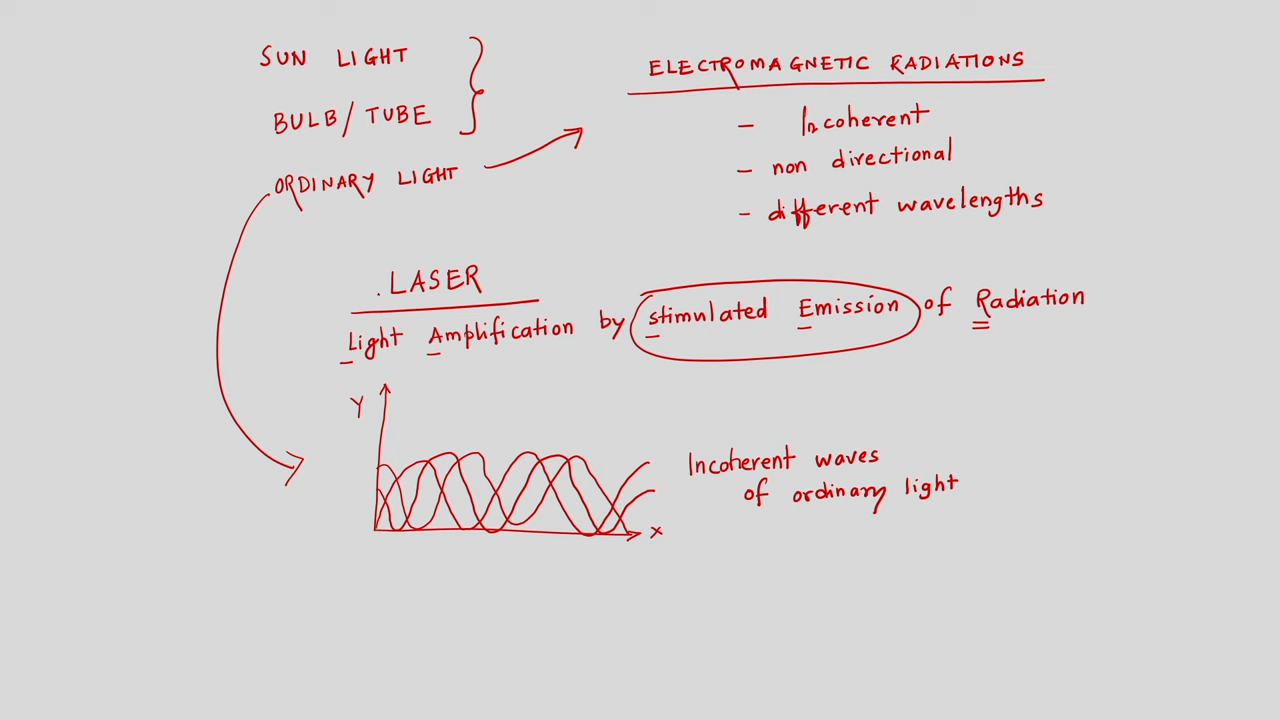 SUN LIGHT
BULB/TUBE
ORDINARY LIGHT
ELECTROMAGNETIC RADIATIONS
- Incoherent
- non directional
- different wavelengths
.LASER
Light Amplification by stimulated Emission of Radiation
Y
Incoherent waves
of ordinary light
x